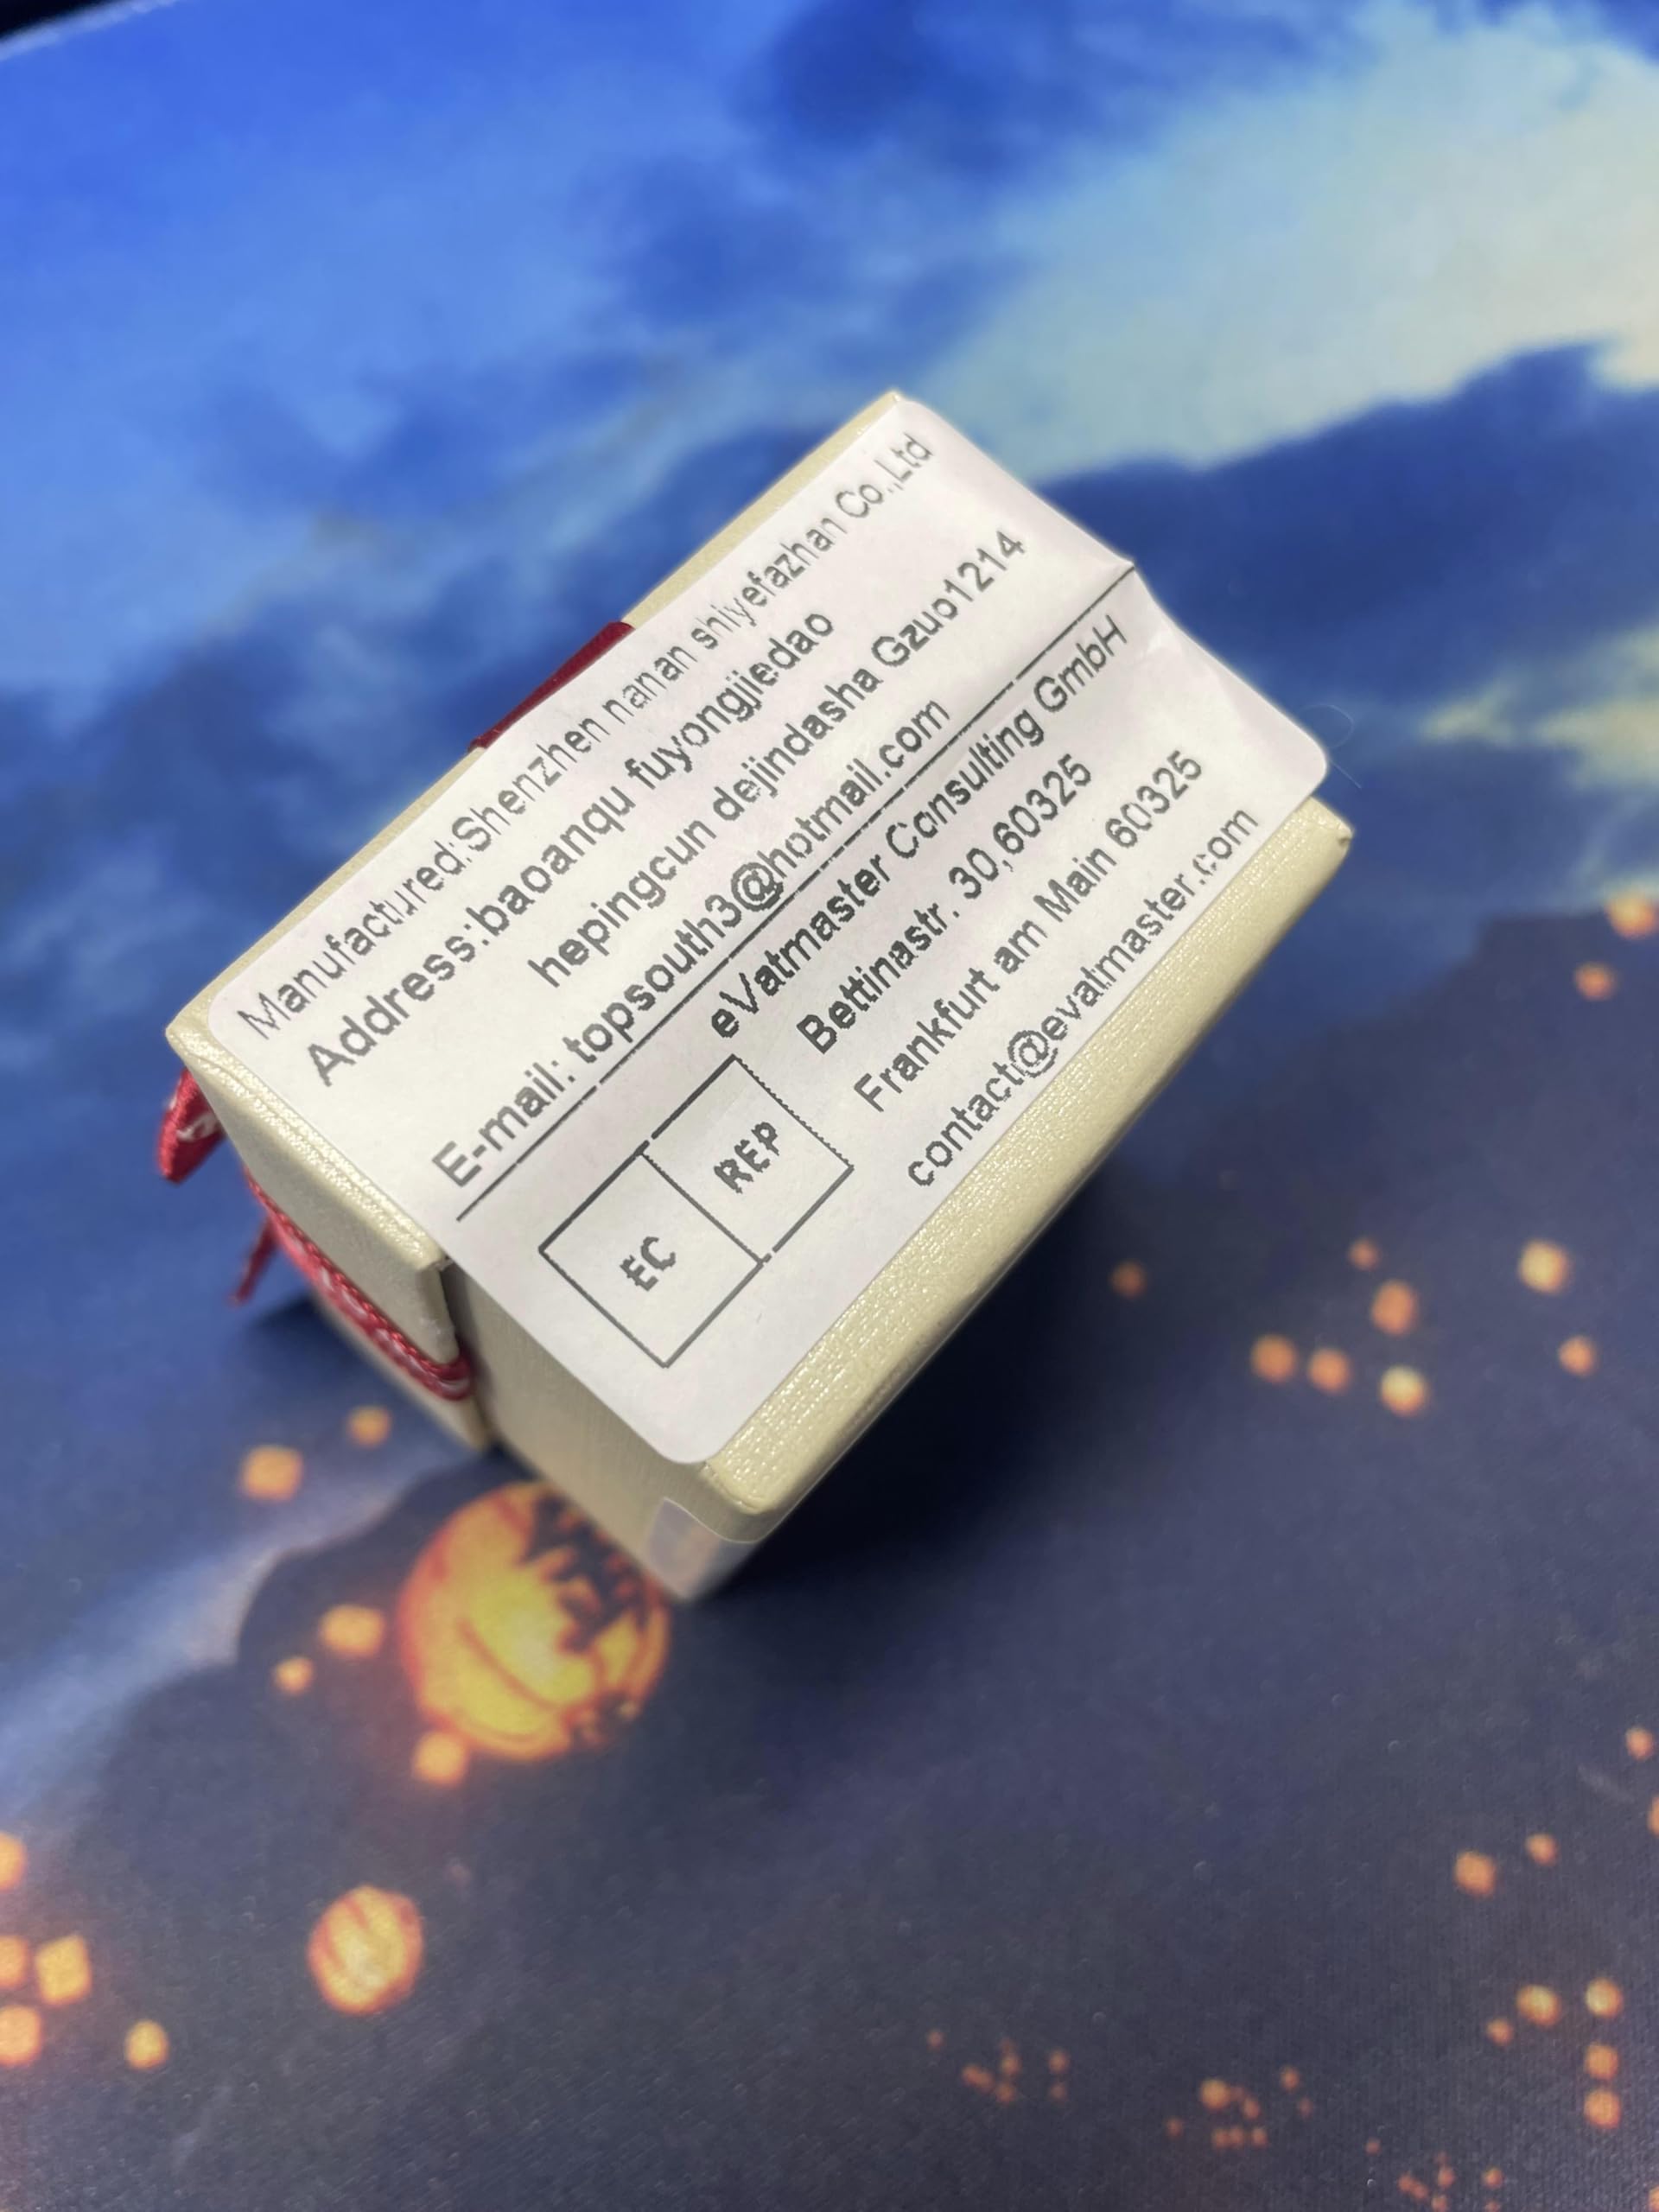 Manufactured:Shenzhen nanan shiyefazhan Co.,Ltd
Address:baoanqu fuyongjiedao
hepingcun dejindasha Gzuo1214
E-mail: topsouth3@hotmail.com
eVatmaster Consulting GmbH
Bettinastr. 30,60325
Frankfurt am Main 60325
contact@evatmaster.com
EC REP